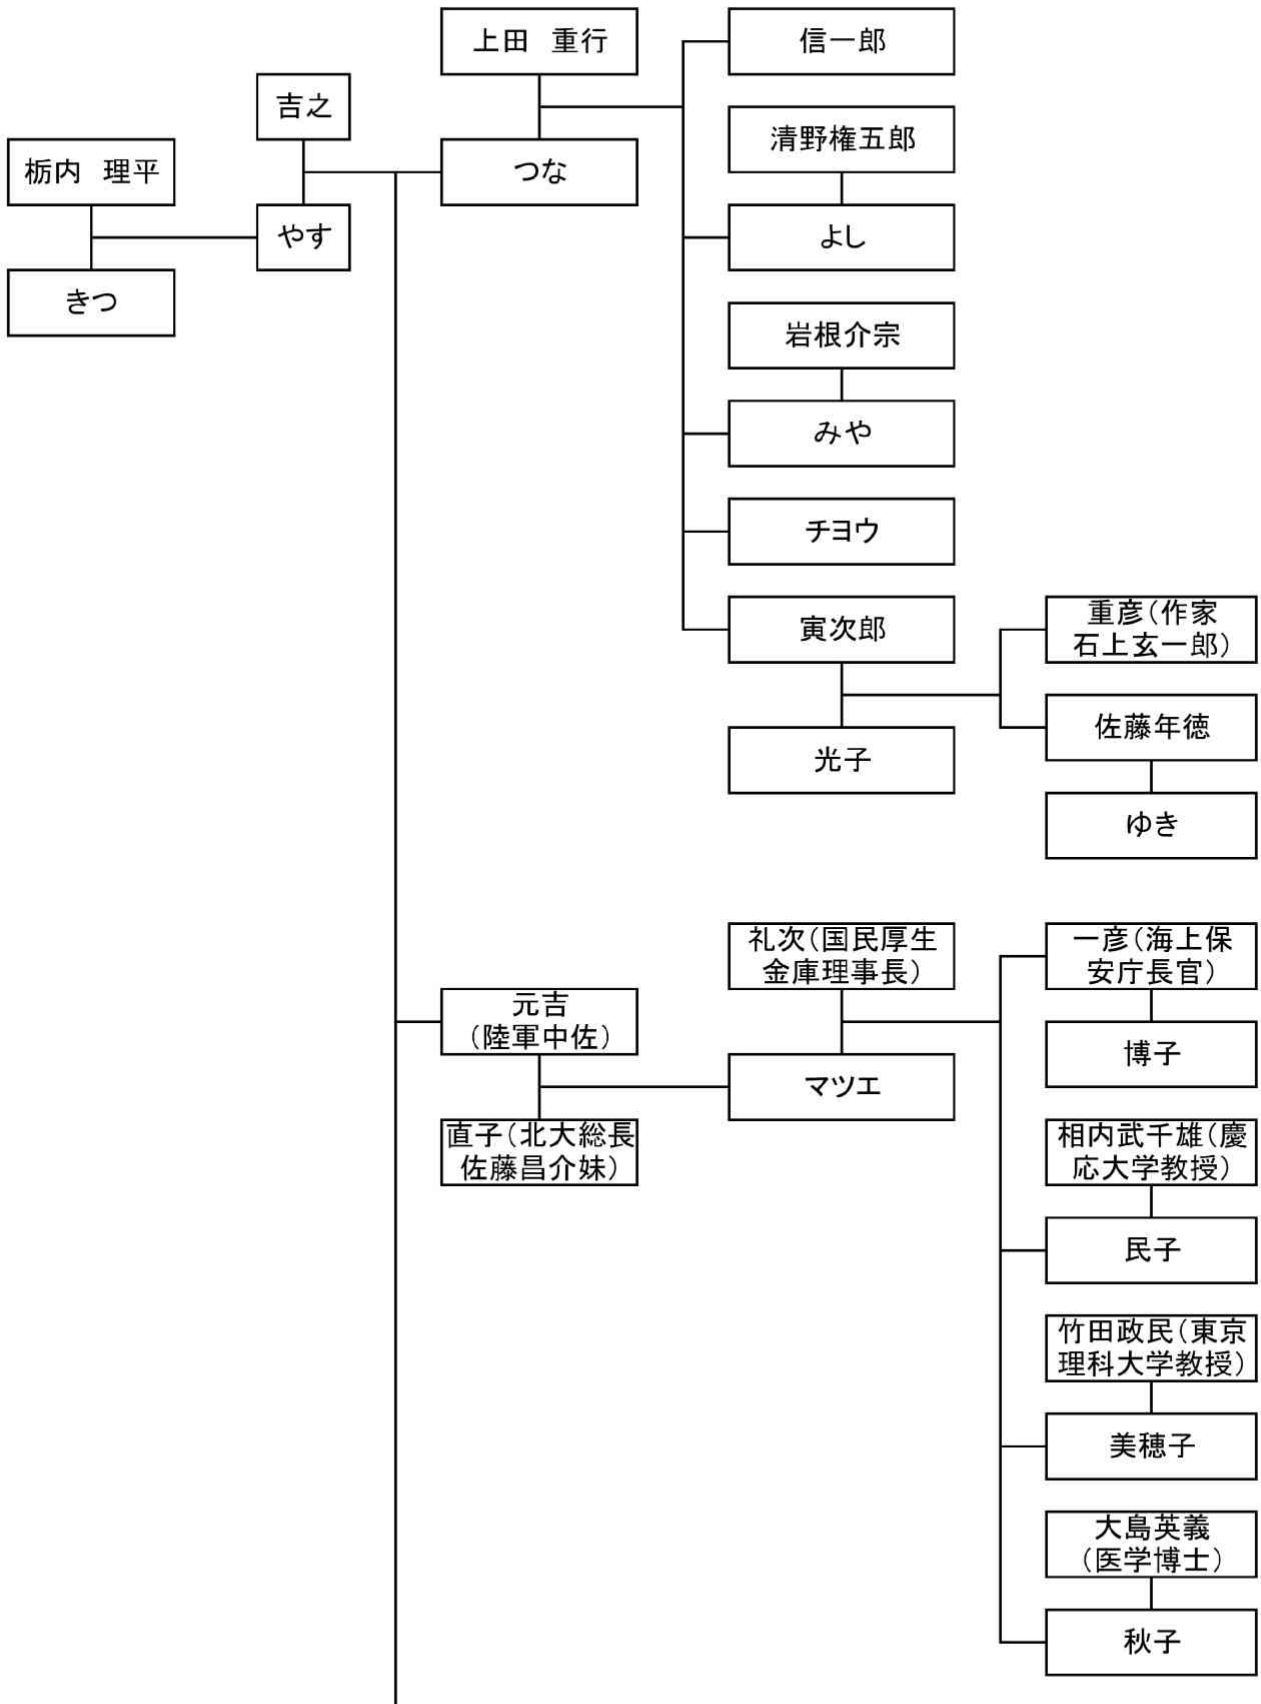 上田　重行
信一郎
吉之
清野権五郎
栃内　理平
つな
やす
よし
きつ
岩根介宗
みや
チヨウ
寅次郎
重彦（作家
石上玄一郎）
佐藤年徳
光子
ゆき
礼次（国民厚生
金庫理事長）
一彦（海上保
安庁長官）
元吉
（陸軍中佐）
博子
マツエ
直子（北大総長
佐藤昌介妹）
相内武千雄（慶
応大学教授）
民子
竹田政民（東京
理科大学教授）
美穂子
大島英義
（医学博士）
秋子